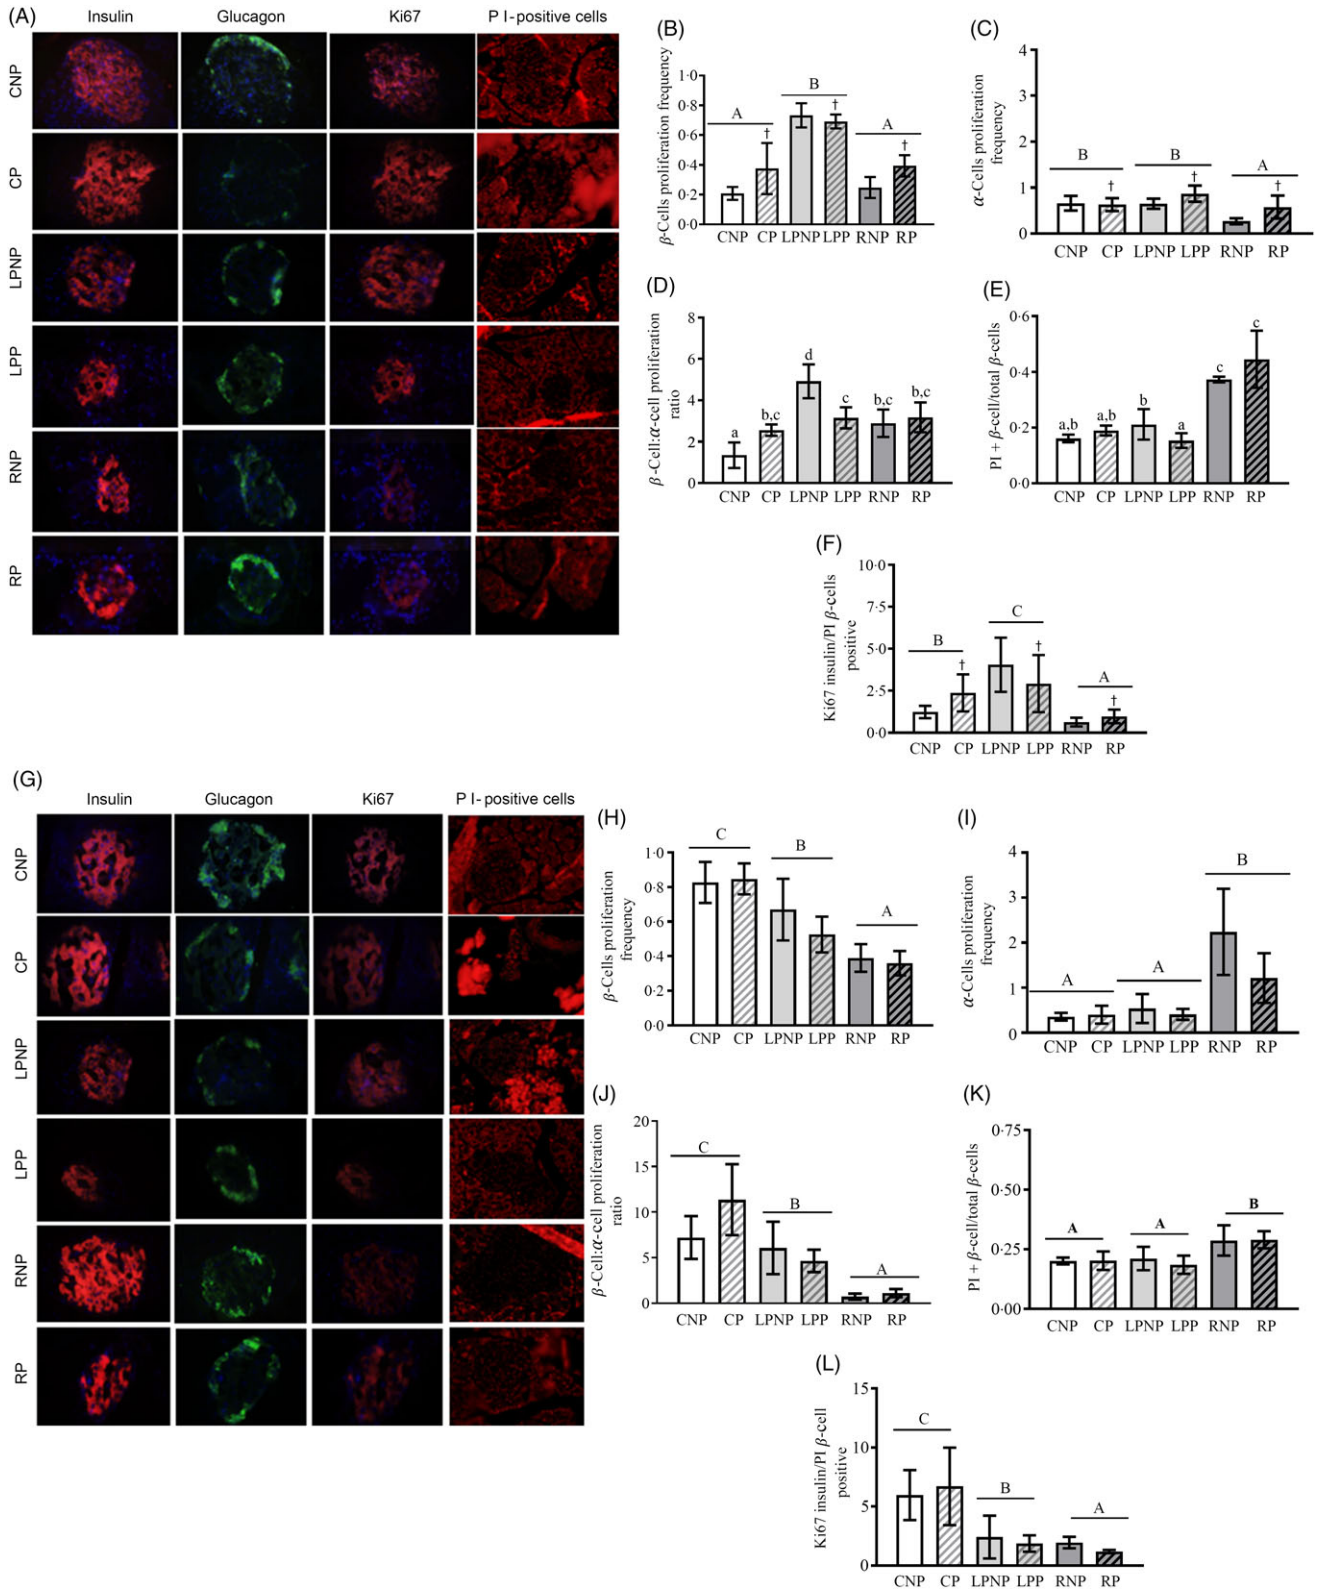 (A)
Insulin Glucagon Ki67 P I-positive cells
CNP
CP
LPNP
LPP
RNP
RP
(B)
β-Cells proliferation frequency
1·0
0·8
0·6
0·4
0·2
0·0
A † B † A †
CNP CP LPNP LPP RNP RP
(C)
α-Cells proliferation
frequency
4
3
2
1
0
B † B † A †
CNP CP LPNP LPP RNP RP
(D)
β-Cell:α-cell proliferation
ratio
8
6
4
2
0
a b,c d c b,c b,c
CNP CP LPNP LPP RNP RP
(E)
PI + β-cell/total β-cells
0·6
0·4
0·2
0·0
a,b a,b b a c c
CNP CP LPNP LPP RNP RP
(F)
Ki67 insulin/PI β-cells
positive
10·0
7·5
5·0
2·5
0·0
B † C † A †
CNP CP LPNP LPP RNP RP
(G)
Insulin Glucagon Ki67 P I-positive cells
CNP
CP
LPNP
LPP
RNP
RP
(H)
β-Cells proliferation
frequency
1·0
0·8
0·6
0·4
0·2
0·0
C B A
CNP CP LPNP LPP RNP RP
(I)
α-Cells proliferation
frequency
4
3
2
1
0
A A B
CNP CP LPNP LPP RNP RP
(J)
β-Cell:α-cell proliferation
ratio
20
15
10
5
0
C B A
CNP CP LPNP LPP RNP RP
(K)
PI + β-cell/total β-cells
0·75
0·50
0·25
0·00
A A B
CNP CP LPNP LPP RNP RP
(L)
Ki67 insulin/PI β-cell
positive
15
10
5
0
C B A
CNP CP LPNP LPP RNP RP